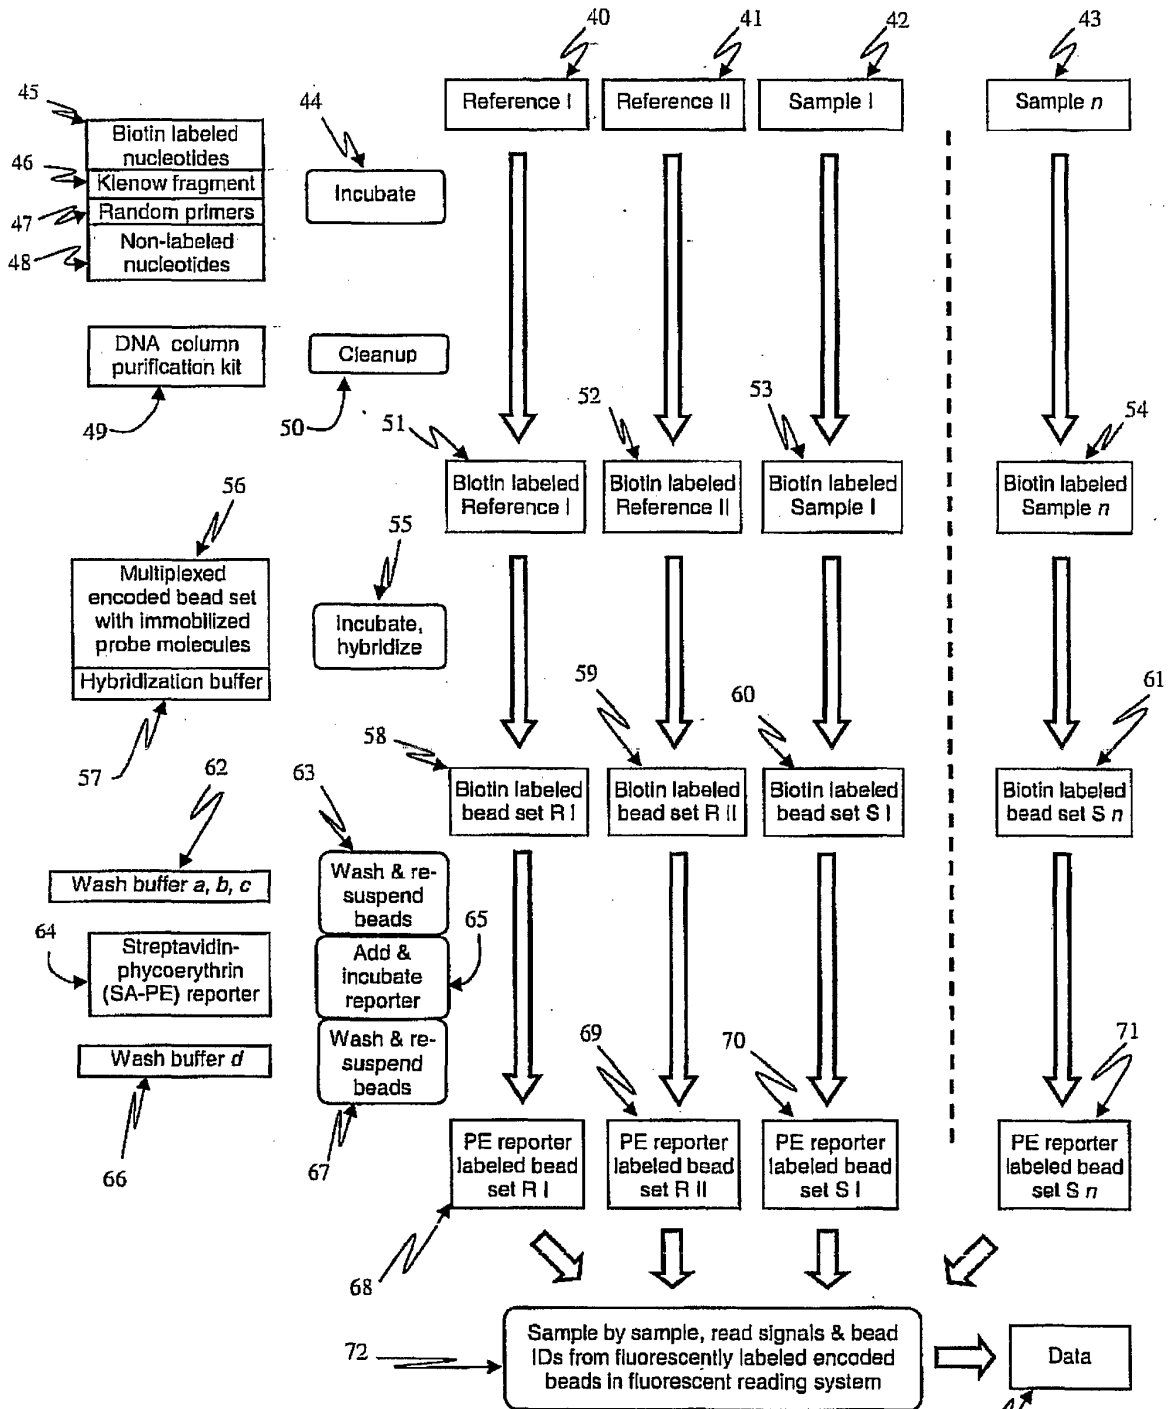 40
41
42
43
Reference I
Reference II
Sample I
Sample n
45
46
47
48
Biotin labeled
nucleotides
Klenow fragment
Random primers
Non-labeled
nucleotides
44
Incubate
DNA column
purification kit
49
Cleanup
50
51
52
53
54
Biotin labeled
Reference I
Biotin labeled
Reference II
Biotin labeled
Sample I
Biotin labeled
Sample n
56
Multiplexed
encoded bead set
with immobilized
probe molecules
Hybridization buffer
57
55
Incubate,
hybridize
58
59
60
61
Biotin labeled
bead set R I
Biotin labeled
bead set R II
Biotin labeled
bead set S I
Biotin labeled
bead set S n
62
Wash buffer a, b, c
63
Wash & re-
suspend
beads
64
Streptavidin-
phycoerythrin
(SA-PE) reporter
65
Add &
incubate
reporter
Wash buffer d
66
Wash & re-
suspend
beads
67
68
69
70
71
PE reporter
labeled bead
set R I
PE reporter
labeled bead
set R II
PE reporter
labeled bead
set S I
PE reporter
labeled bead
set S n
72
Sample by sample, read signals & bead
IDs from fluorescently labeled encoded
beads in fluorescent reading system
Data